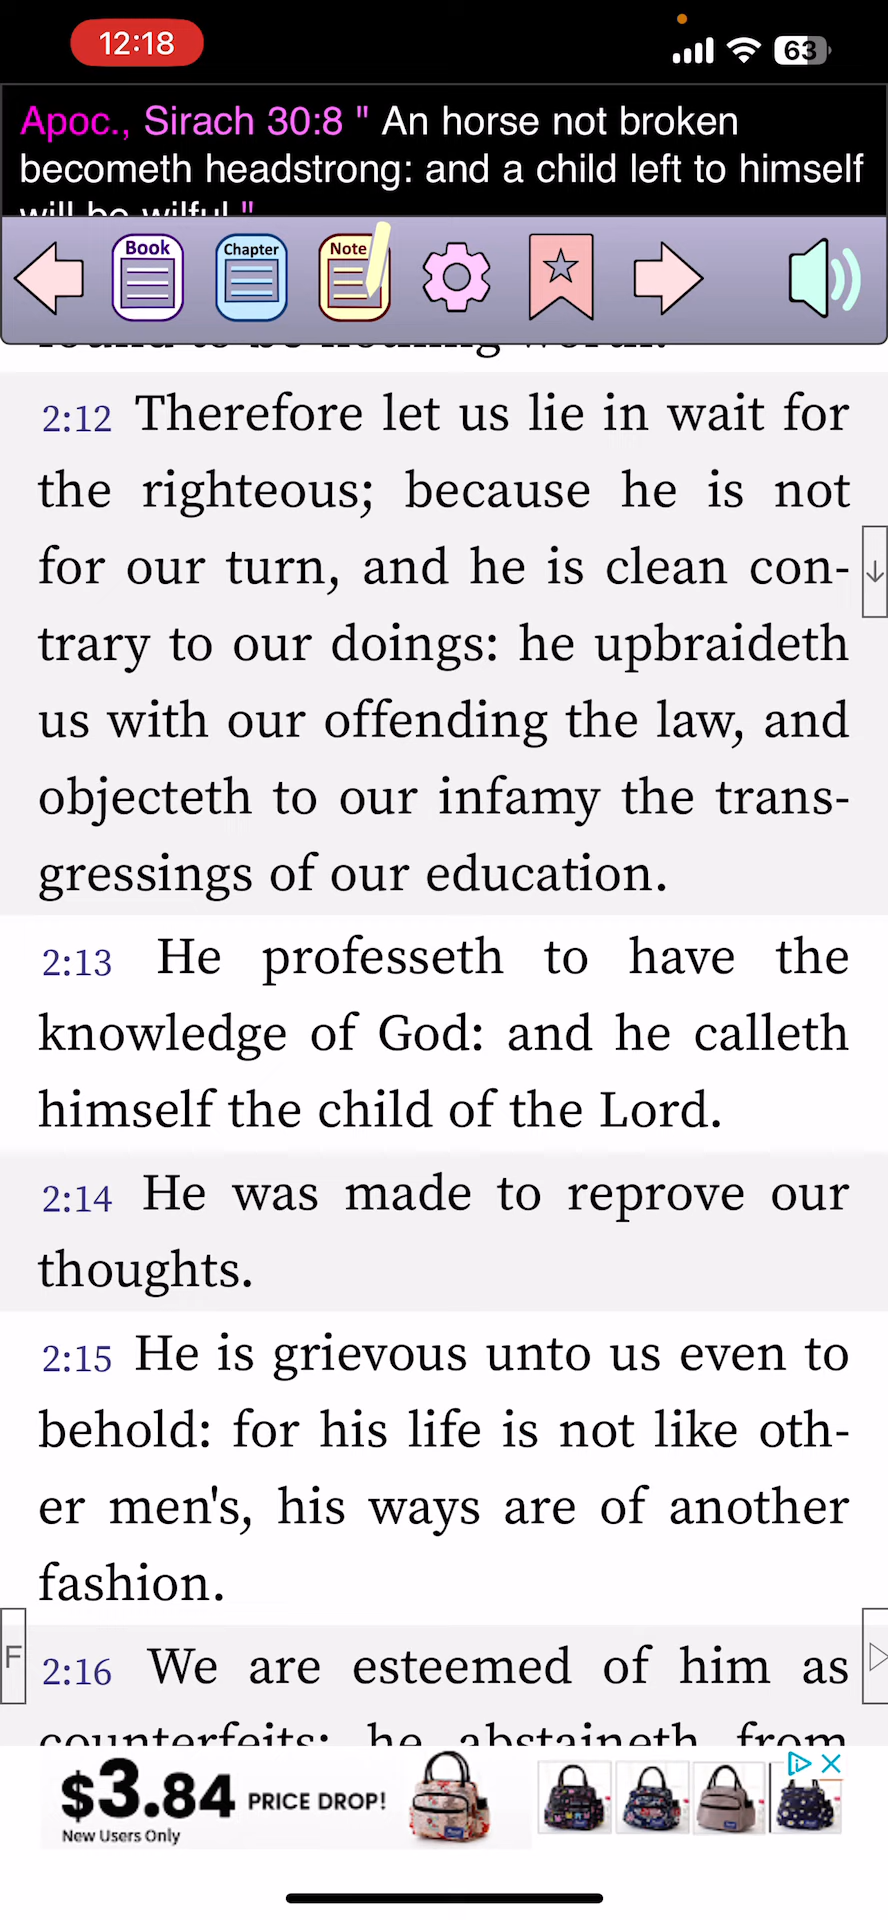 12:18
63
Apoc., Sirach 30:8 " An horse not broken
becometh headstrong: and a child left to himself
will be wilful "
Book
Chapter
Note
2:12 Therefore let us lie in wait for
the righteous; because he is not
for our turn, and he is clean con-
trary to our doings: he upbraideth
us with our offending the law, and
objecteth to our infamy the trans-
gressings of our education.
2:13 He professeth to have the
knowledge of God: and he calleth
himself the child of the Lord.
2:14 He was made to reprove our
thoughts.
2:15 He is grievous unto us even to
behold: for his life is not like oth-
er men's, his ways are of another
fashion.
F
2:16 We are esteemed of him as
counterfeits: he abstaineth from
$3.84 PRICE DROP!
New Users Only